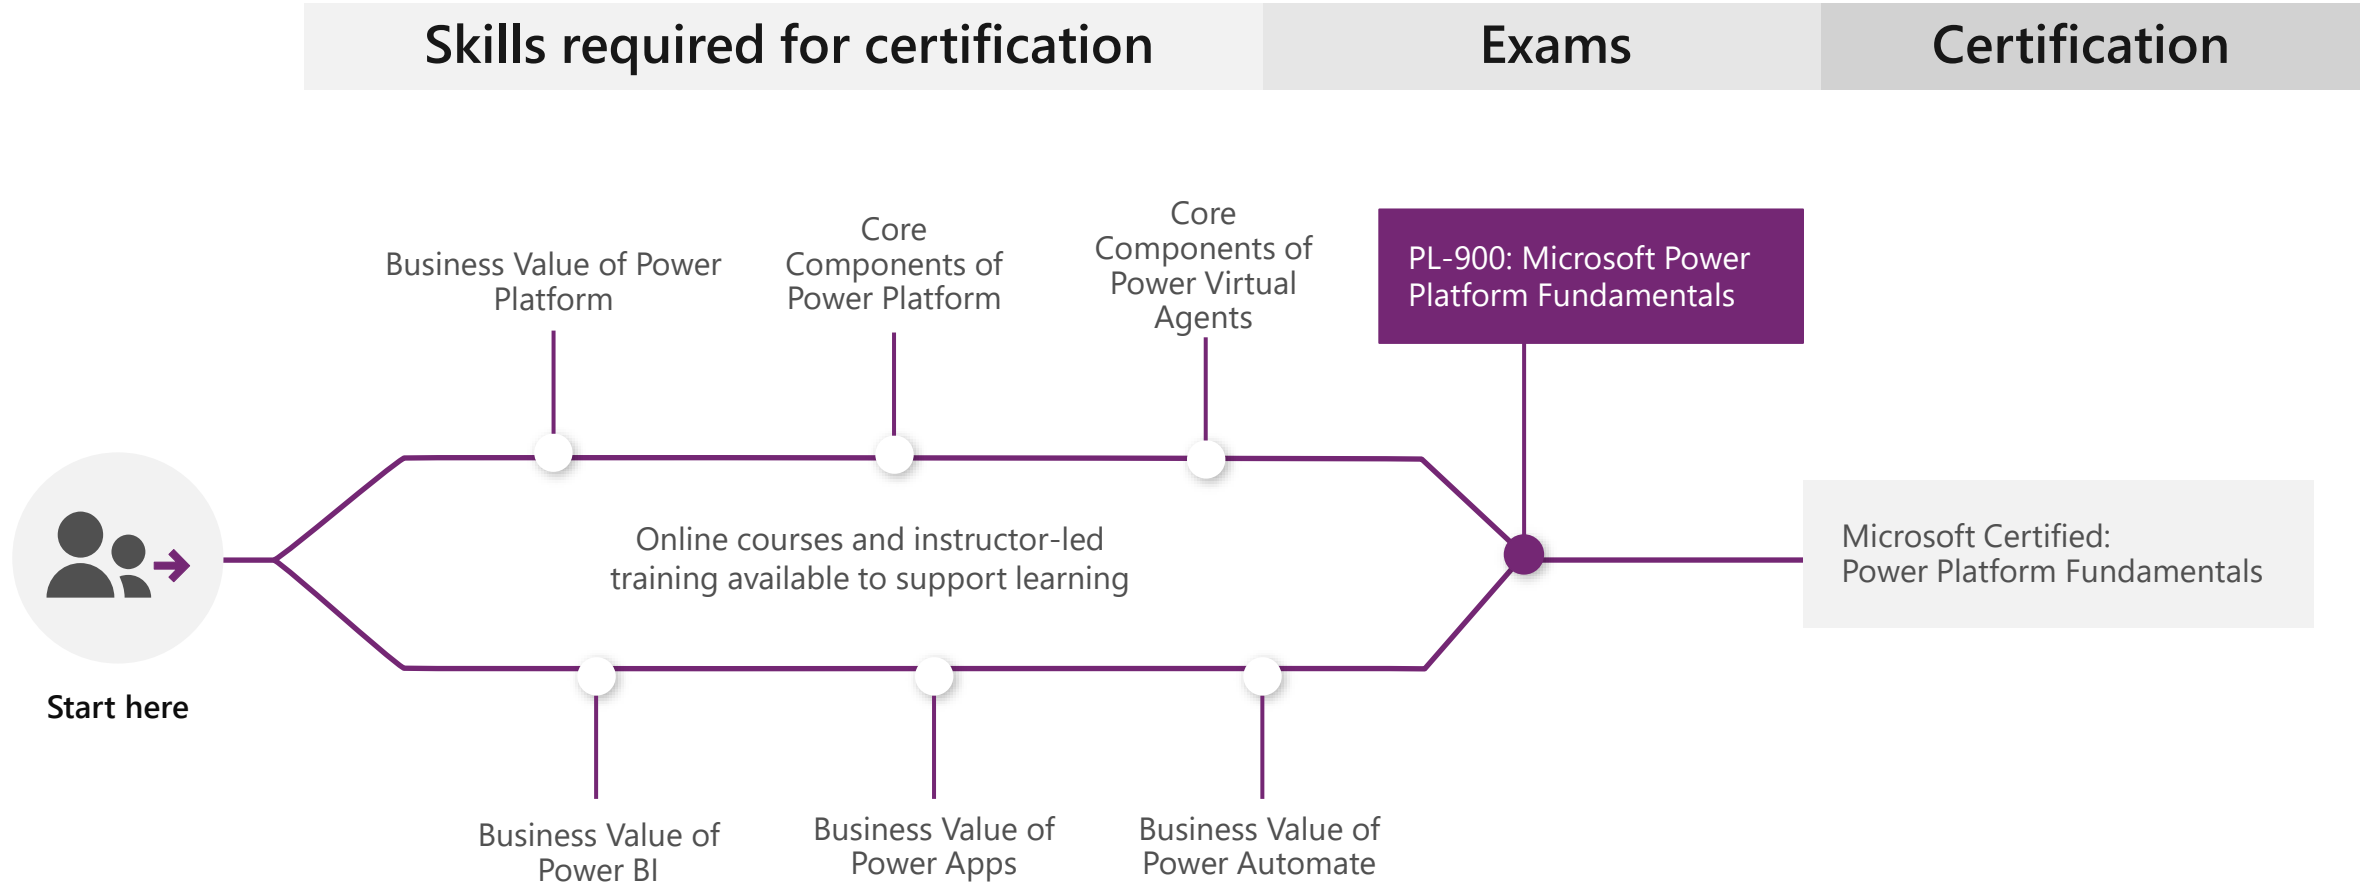 Skills required for certification
Exams
Certification
Business Value of Power
Platform
Core
Components of
Power Platform
Core
Components of
Power Virtual
Agents
PL-900: Microsoft Power
Platform Fundamentals
Online courses and instructor-led
training available to support learning
Microsoft Certified:
Power Platform Fundamentals
Start here
Business Value of
Power BI
Business Value of
Power Apps
Business Value of
Power Automate